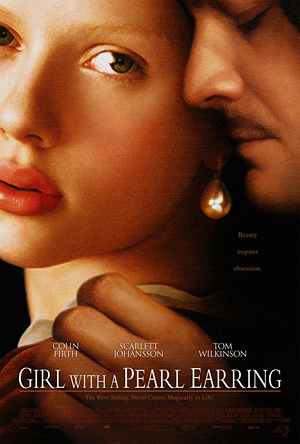 Beauty
inspires
obsession.
COLIN FIRTH
SCARLETT JOHANSSON
TOM WILKINSON
GIRL WITH A PEARL EARRING
The Best-Selling Novel Comes Magically to Life!